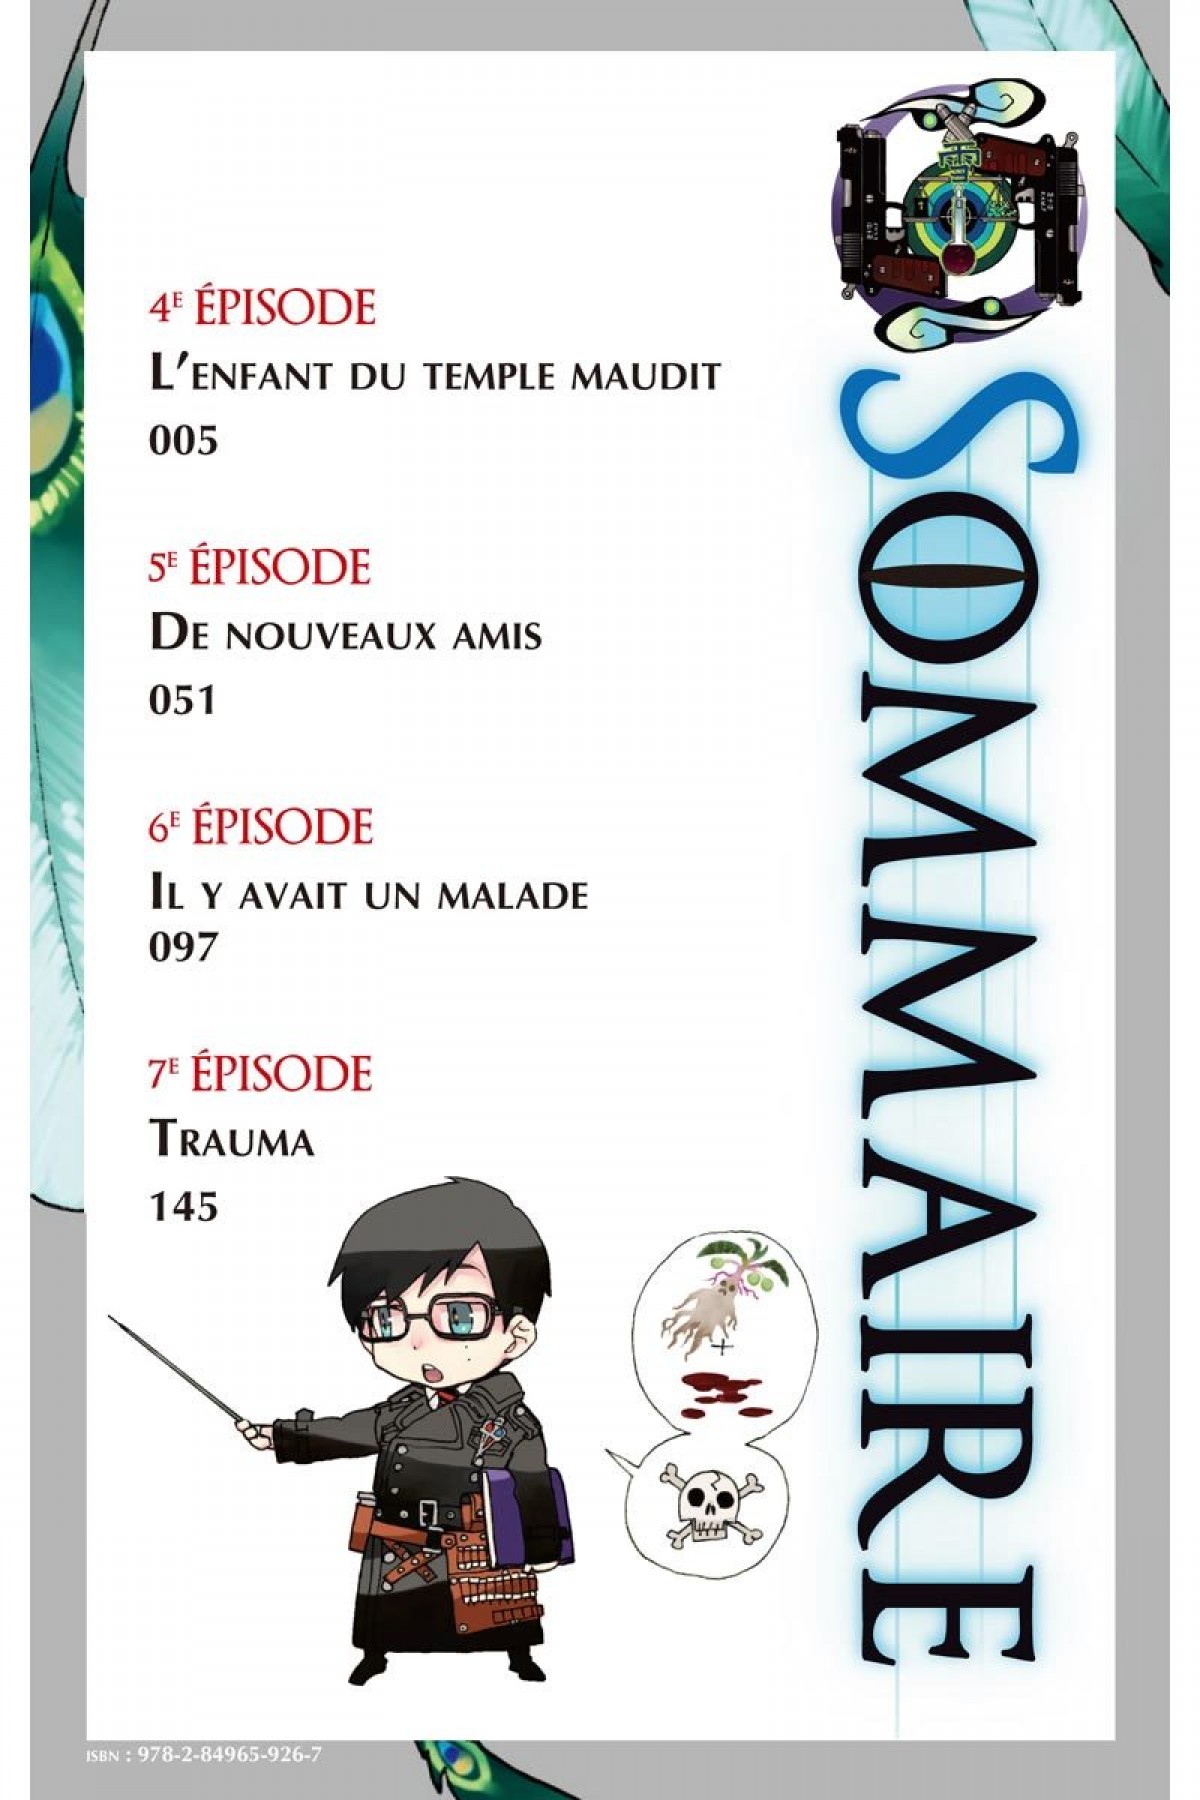 SOMMAIRE
4E ÉPISODE
L'ENFANT DU TEMPLE MAUDIT
005
5E ÉPISODE
DE NOUVEAUX AMIS
051
6E ÉPISODE
IL Y AVAIT UN MALADE
097
7E ÉPISODE
TRAUMA
145
ISBN : 978-2-84965-926-7